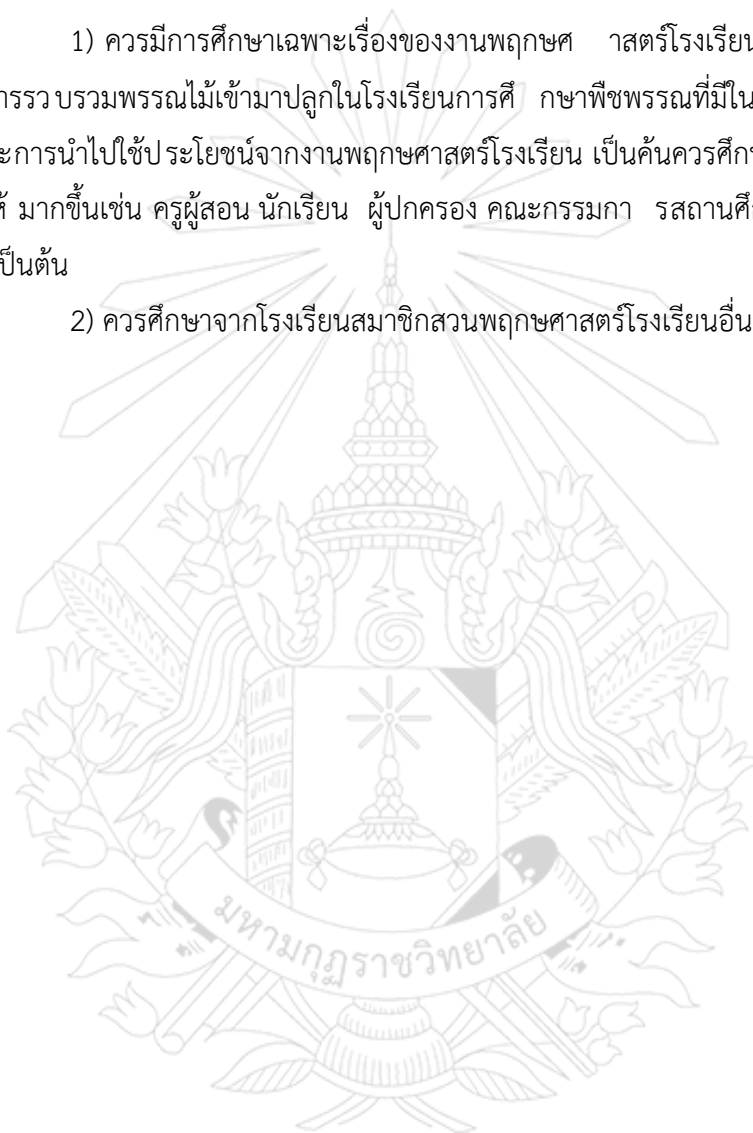 1) ควรมีการศึกษาเฉพาะเรื่องของงานพฤกษศ าสตร์โรงเรียน
ารรว บรวมพรรณไม้เข้ามาปลูกในโรงเรียนการศึ กษาพืชพรรณที่มีใน
ะการนำไปใช้ประโยชน์จากงานพฤกษศาสตร์โรงเรียน เป็นค้นควรศึกษ
ห้ มากขึ้นเช่น ครูผู้สอน นักเรียน ผู้ปกครอง คณะกรรมกา รสถานศึก
เป็นต้น
2) ควรศึกษาจากโรงเรียนสมาชิกสวนพฤกษศาสตร์โรงเรียนอื่น
มหามกุฏราชวิทยาลัย